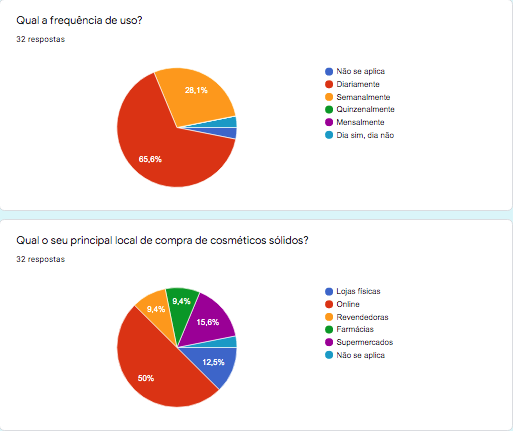 Qual a frequência de uso?
32 respostas
Não se aplica
Diariamente
Semanalmente
Quinzenalmente
Mensalmente
Dia sim, dia não
28,1%
65,6%
Qual o seu principal local de compra de cosméticos sólidos?
32 respostas
Lojas físicas
Online
Revendedoras
Farmácias
Supermercados
Não se aplica
9,4%
9,4%
15,6%
12,5%
50%